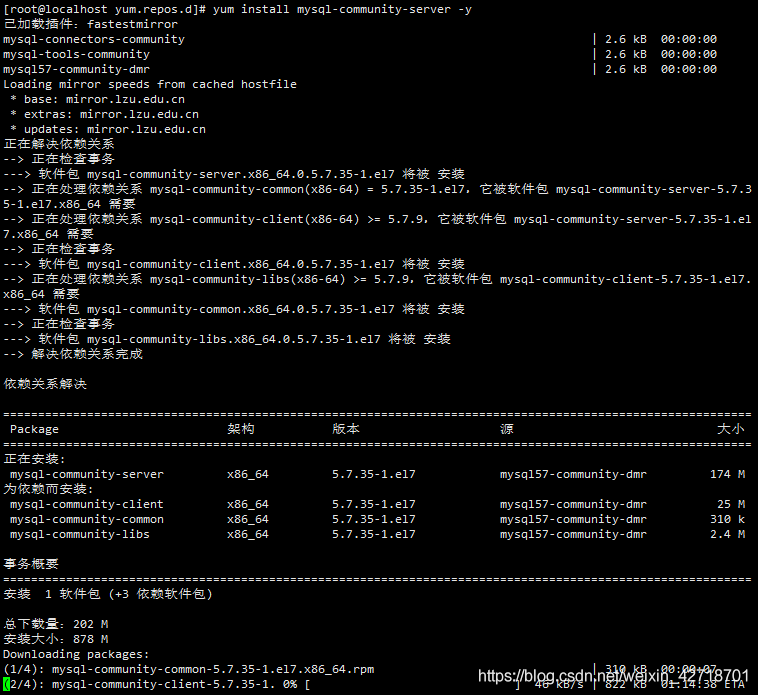 [root@localhost yum.repos.d]# yum install mysql-community-server -y
已加载插件：fastestmirror
mysql-connectors-community | 2.6 kB 00:00:00
mysql-tools-community | 2.6 kB 00:00:00
mysql57-community-dmr | 2.6 kB 00:00:00
Loading mirror speeds from cached hostfile
* base: mirror.lzu.edu.cn
* extras: mirror.lzu.edu.cn
* updates: mirror.lzu.edu.cn
正在解决依赖关系
--> 正在检查事务
---> 软件包 mysql-community-server.x86_64.0.5.7.35-1.el7 将被 安装
--> 正在处理依赖关系 mysql-community-common(x86-64) = 5.7.35-1.el7，它被软件包 mysql-community-server-5.7.3
5-1.el7.x86_64 需要
--> 正在处理依赖关系 mysql-community-client(x86-64) >= 5.7.9，它被软件包 mysql-community-server-5.7.35-1.el
7.x86_64 需要
--> 正在检查事务
---> 软件包 mysql-community-client.x86_64.0.5.7.35-1.el7 将被 安装
--> 正在处理依赖关系 mysql-community-libs(x86-64) >= 5.7.9，它被软件包 mysql-community-client-5.7.35-1.el7.
x86_64 需要
---> 软件包 mysql-community-common.x86_64.0.5.7.35-1.el7 将被 安装
--> 正在检查事务
---> 软件包 mysql-community-libs.x86_64.0.5.7.35-1.el7 将被 安装
--> 解决依赖关系完成
依赖关系解决
Package 架构 版本 源 大小
正在安装:
mysql-community-server x86_64 5.7.35-1.el7 mysql57-community-dmr 174 M
为依赖而安装:
mysql-community-client x86_64 5.7.35-1.el7 mysql57-community-dmr 25 M
mysql-community-common x86_64 5.7.35-1.el7 mysql57-community-dmr 310 k
mysql-community-libs x86_64 5.7.35-1.el7 mysql57-community-dmr 2.4 M
事务概要
安装 1 软件包 (+3 依赖软件包)
总下载量：202 M
安装大小：878 M
Downloading packages:
(1/4): mysql-community-common-5.7.35-1.el7.x86_64.rpm | 310 kB 00:00:07
(2/4): mysql-community-client-5.7.35-1. 0% [ ] 46 kB/s | 822 kB 01:14:38 ETA
https://blog.csdn.net/weixin_42718701